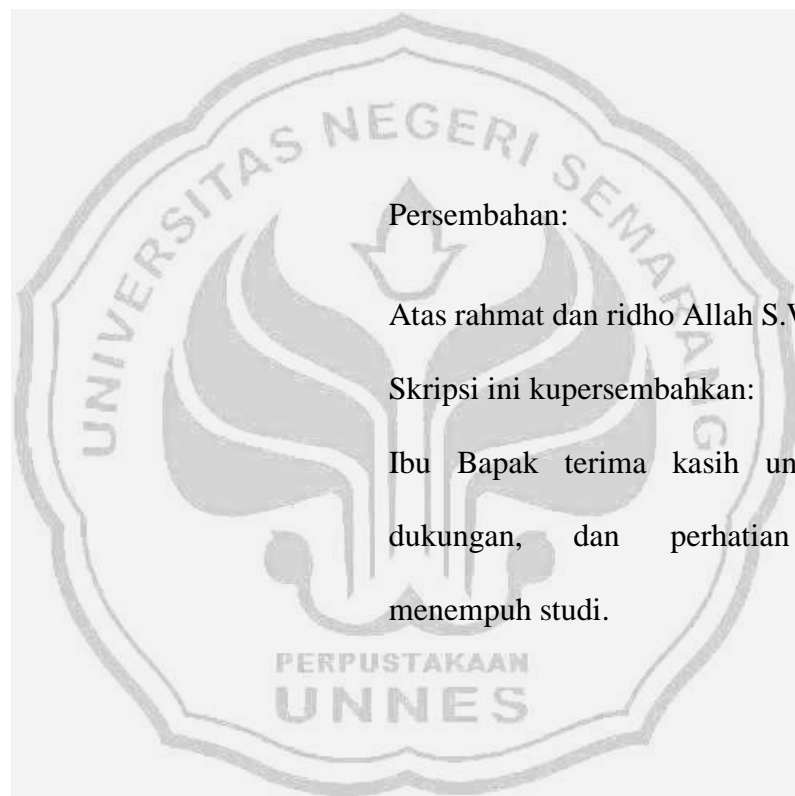 UNIVERSITAS NEGERI SEMARANG
Persembahan:
Atas rahmat dan ridho Allah
Skripsi ini kupersembahkan:
Ibu Bapak terima kasih
dukungan, dan perhatian
menempuh studi.
PERPUSTAKAAN
UNNES